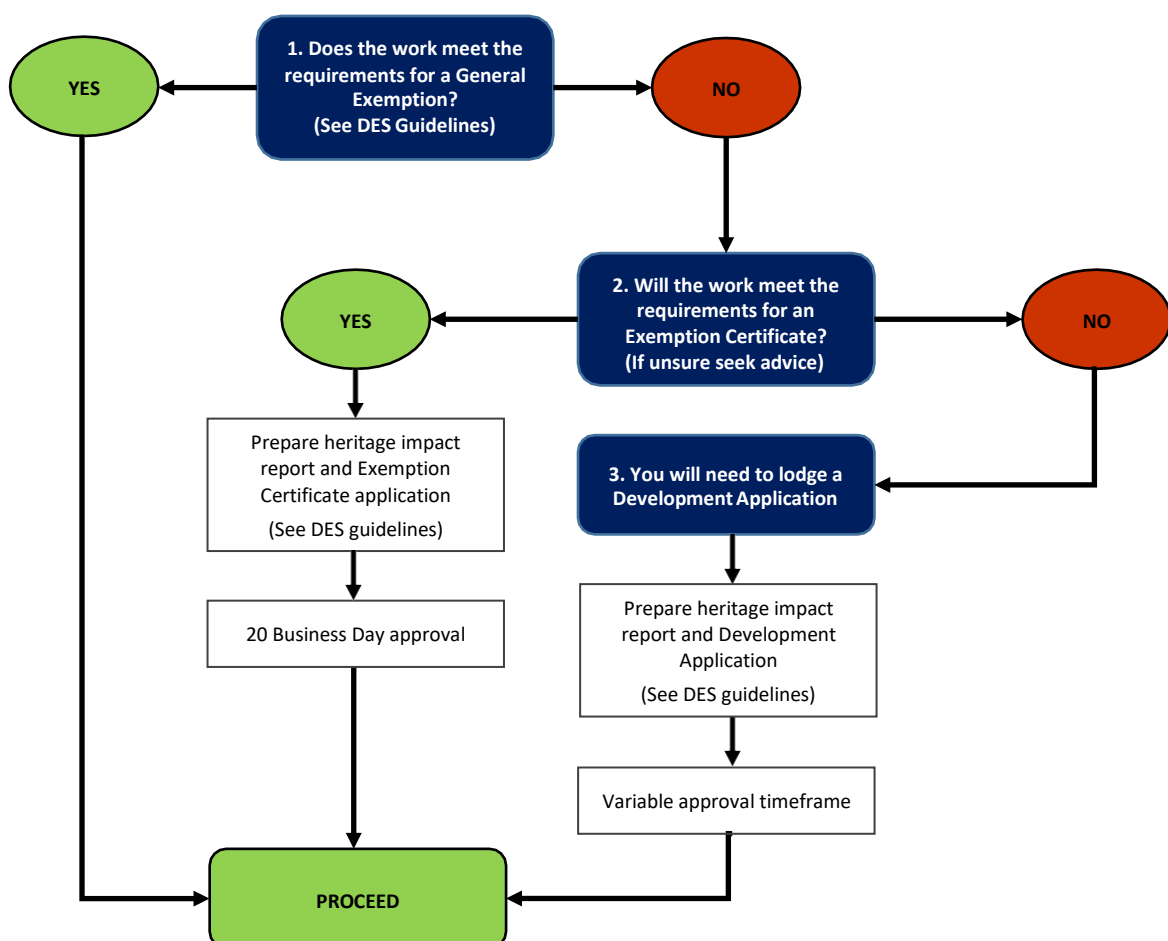 YES
1. Does the work meet the
requirements for a General
Exemption?
(See DES Guidelines)
NO
YES
2. Will the work meet the
requirements for an
Exemption Certificate?
(If unsure seek advice)
NO
Prepare heritage impact
report and Exemption
Certificate application
(See DES guidelines)
3. You will need to lodge a
Development Application
20 Business Day approval
Prepare heritage impact
report and Development
Application
(See DES guidelines)
Variable approval timeframe
PROCEED